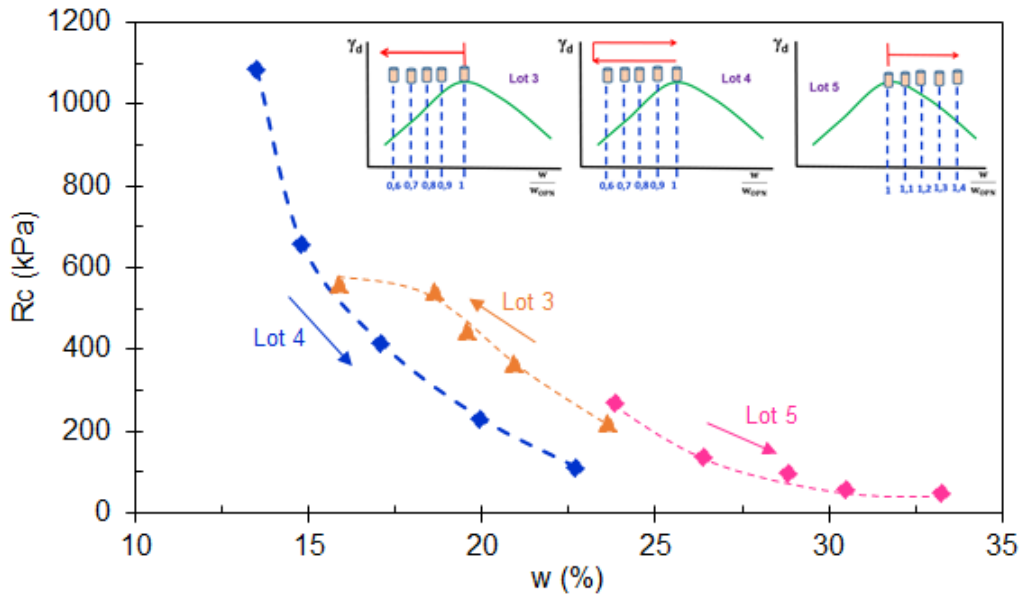 1200
1000
800
600
400
200
0
Rc (kPa)
10
15
20
25
30
35
w (%)
Lot 4
Lot 3
Lot 5
γd
Lot 3
0,6 0,7 0,8 0,9 1
w
wOPN
γd
Lot 4
0,6 0,7 0,8 0,9 1
w
wOPN
γd
Lot 5
1 1,1 1,2 1,3 1,4
w
wOPN